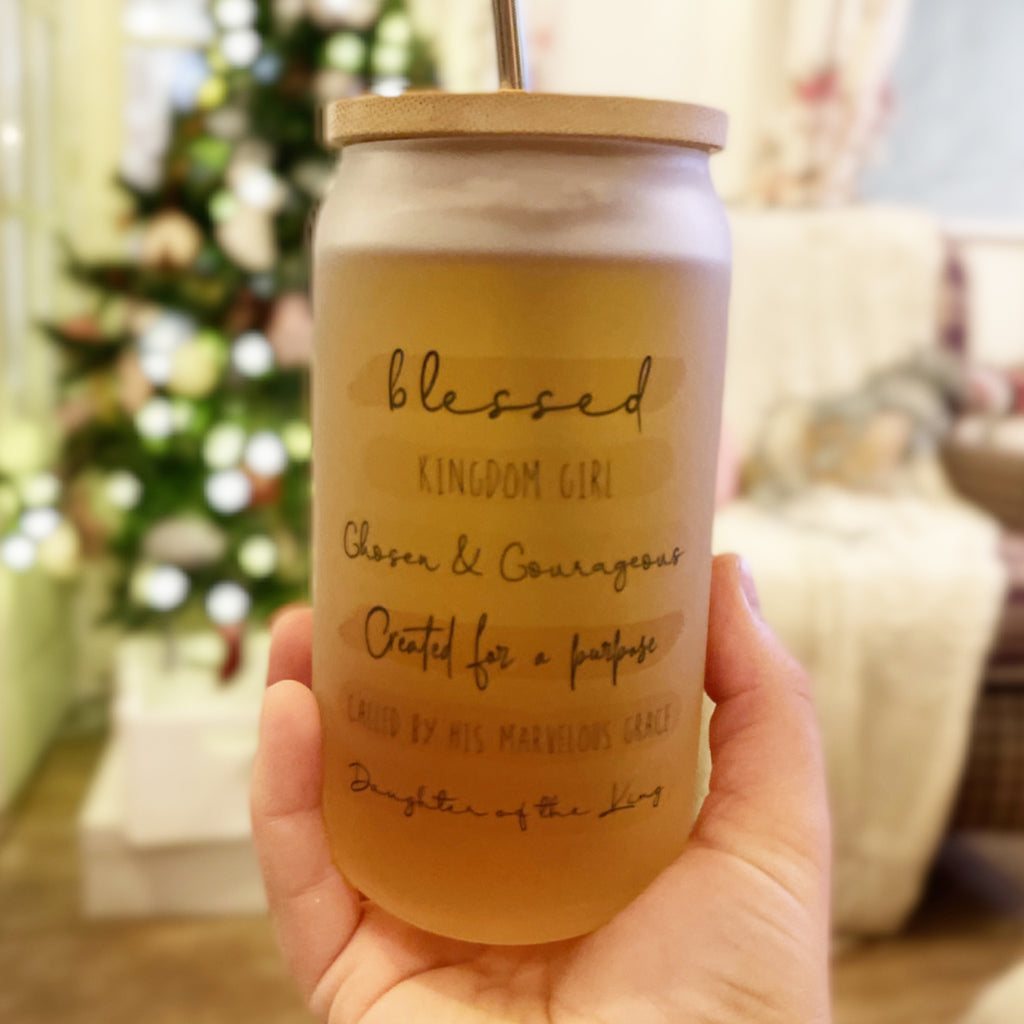 blessed
KINGDOM GIRL
Chosen & Courageous
Created for a purpose
CALLED BY HIS MARVELOUS GRACE
Daughter of the King